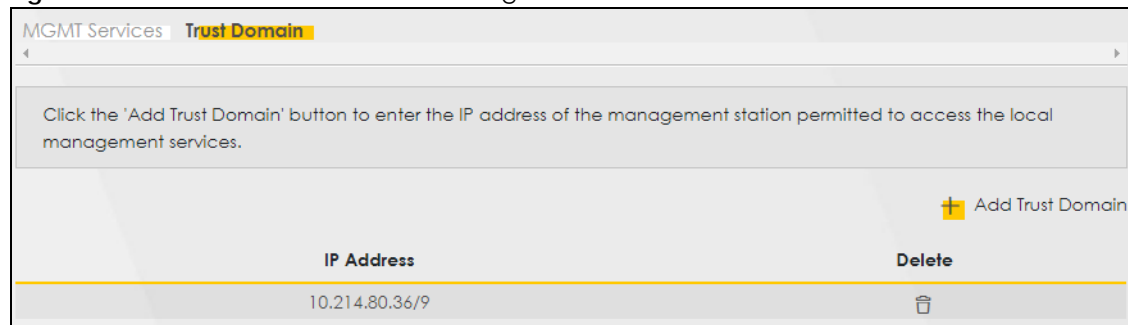 MGMT Services Trust Domain
Click the 'Add Trust Domain' button to enter the IP address of the management station permitted to access the local
management services.
+ Add Trust Domain
IP Address Delete
10.214.80.36/9